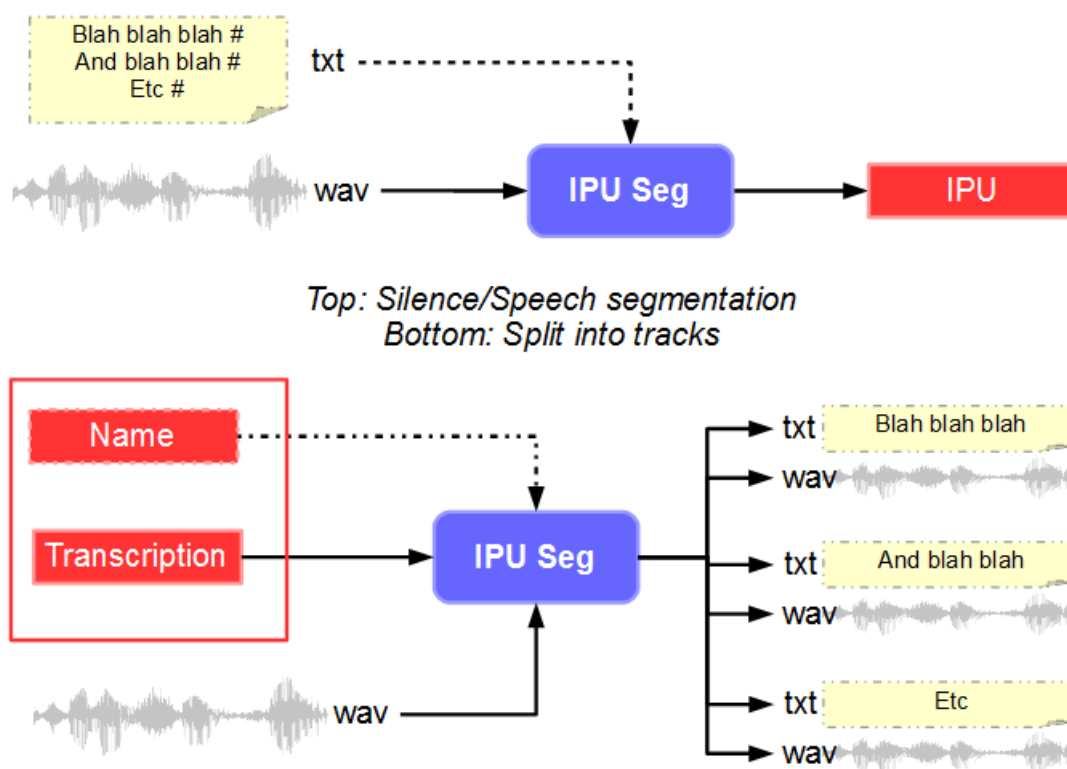 Blah blah blah #
And blah blah #
Etc #
txt
wav
IPU Seg
IPU
Top: Silence/Speech segmentation
Bottom: Split into tracks
Name
Transcription
wav
IPU Seg
txt
Blah blah blah
wav
txt
And blah blah
wav
txt
Etc
wav